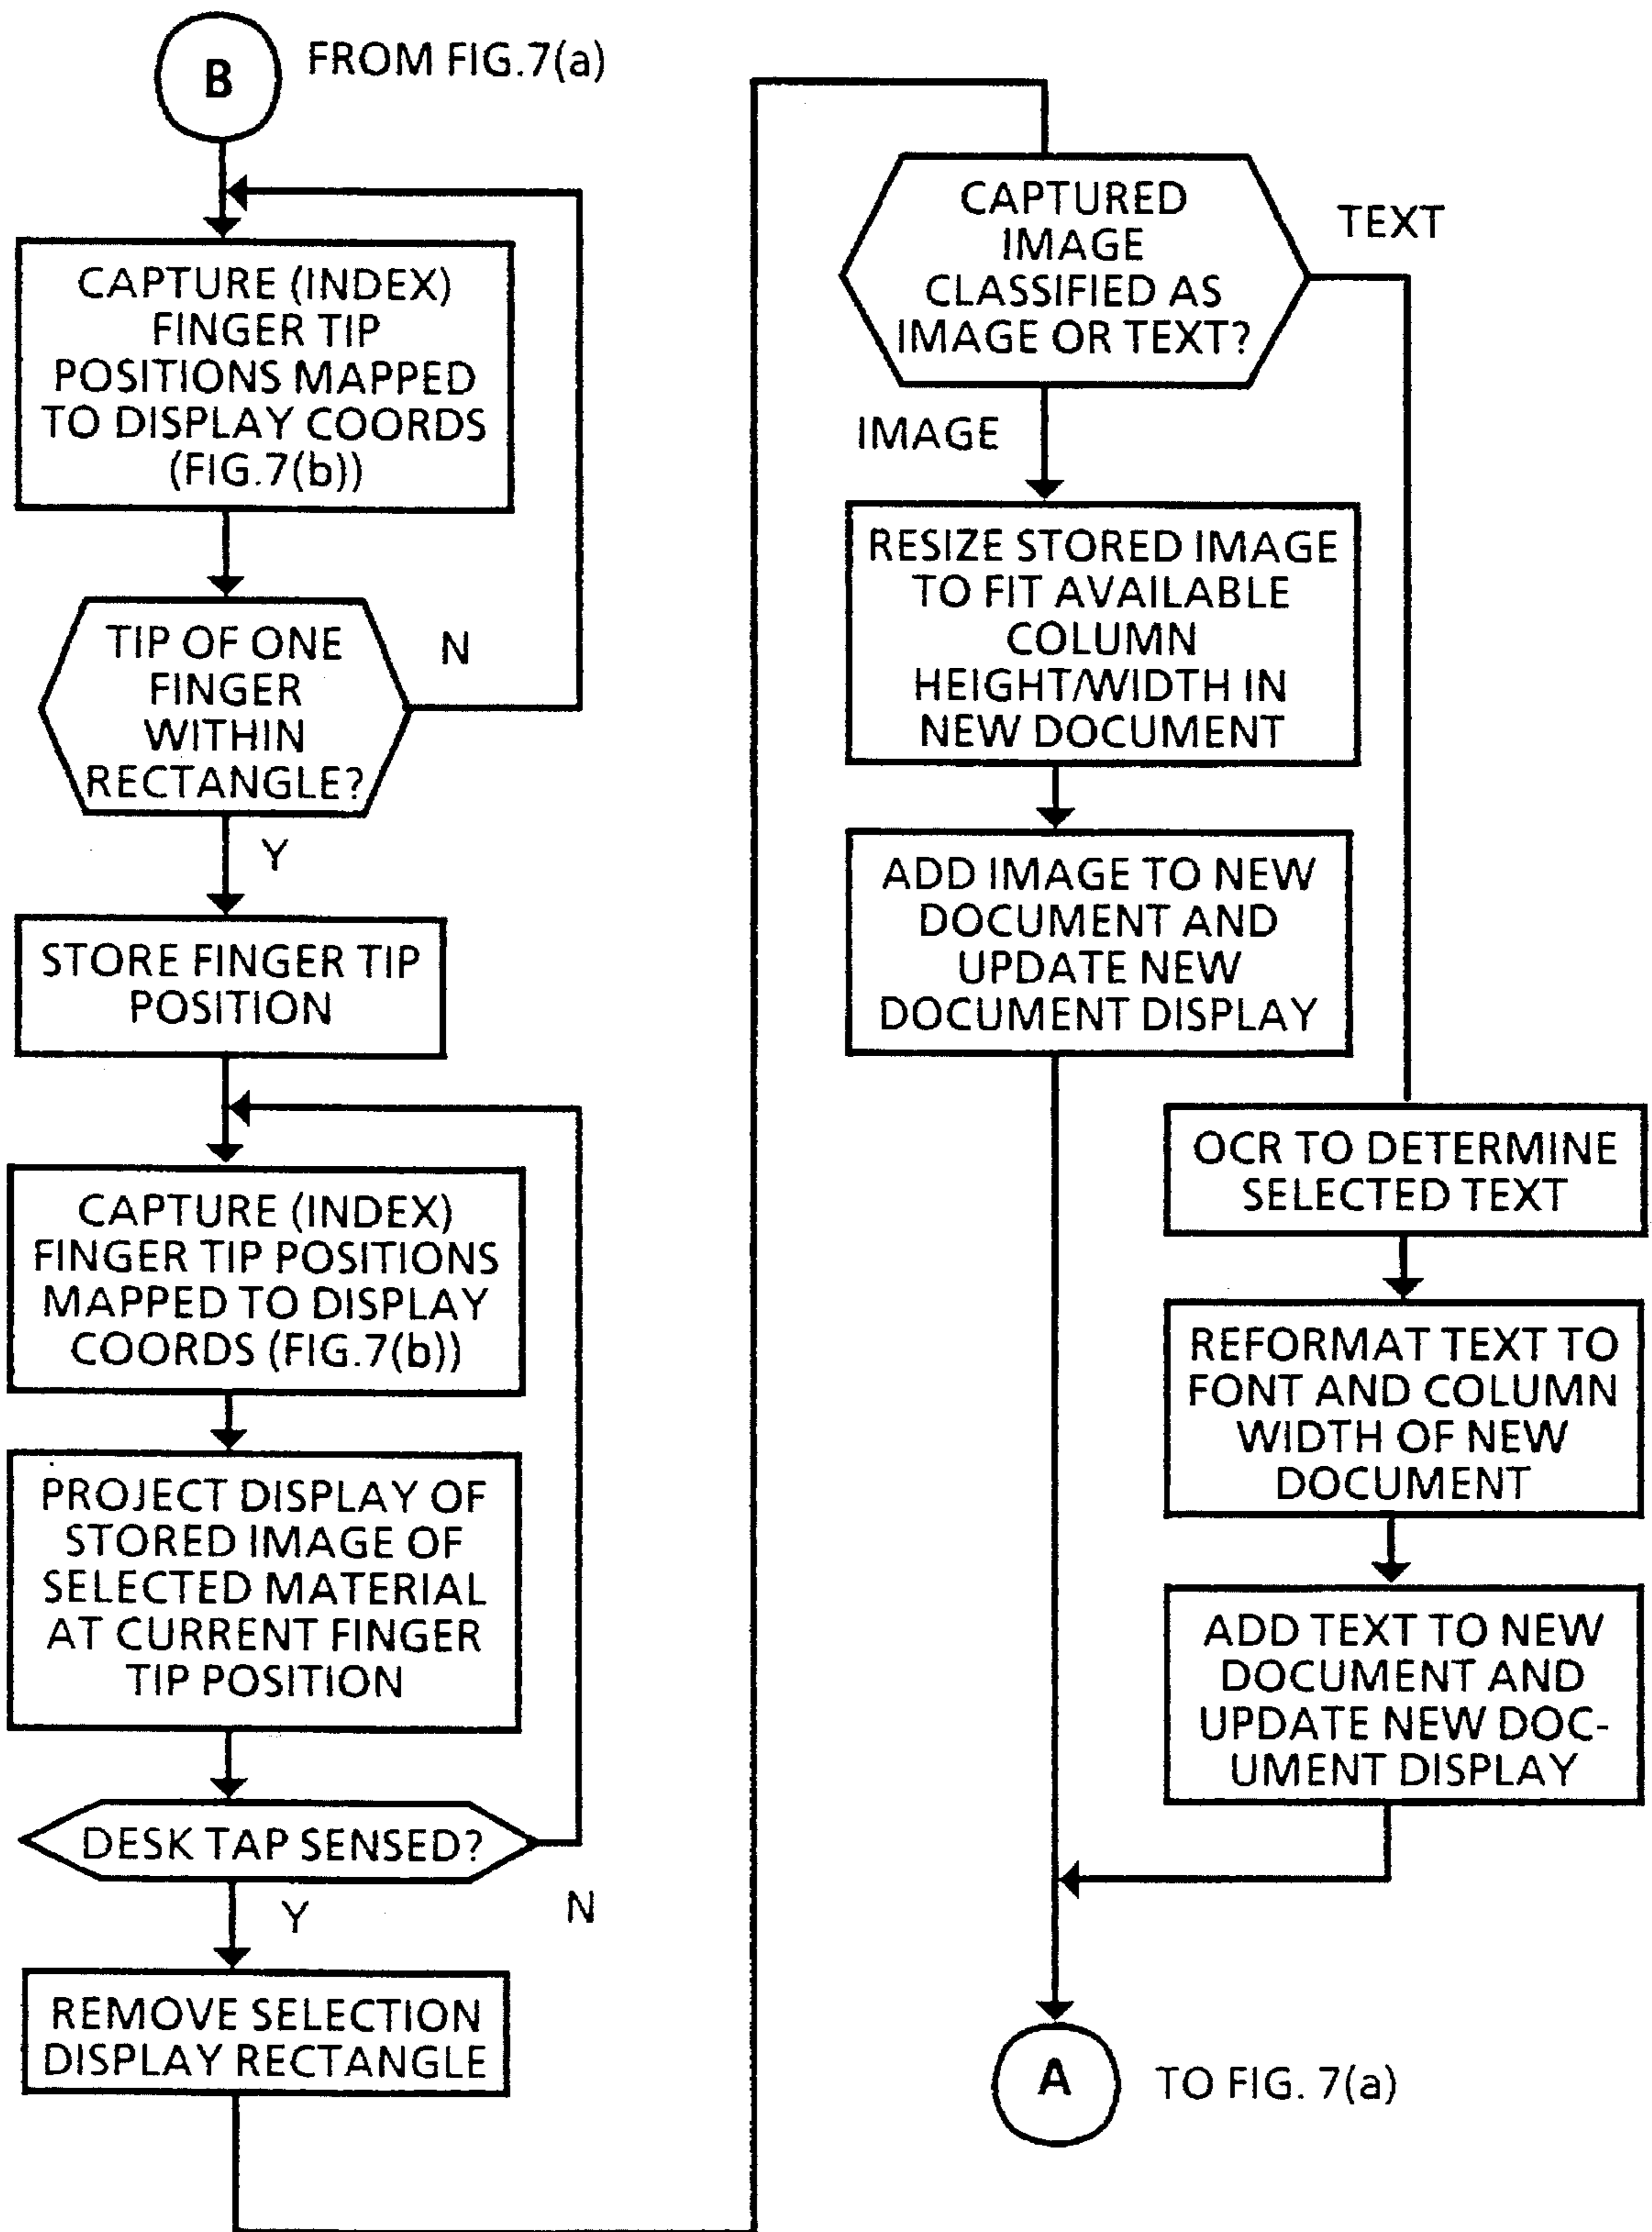 B
FROM FIG.7(a)
CAPTURE (INDEX)
FINGER TIP
POSITIONS MAPPED
TO DISPLAY COORDS
(FIG.7(b))
TIP OF ONE
FINGER
WITHIN
RECTANGLE?
N
Y
STORE FINGER TIP
POSITION
CAPTURE (INDEX)
FINGER TIP POSITIONS
MAPPED TO DISPLAY
COORDS (FIG.7(b))
PROJECT DISPLAY OF
STORED IMAGE OF
SELECTED MATERIAL
AT CURRENT FINGER
TIP POSITION
DESK TAP SENSED?
Y
N
REMOVE SELECTION
DISPLAY RECTANGLE
CAPTURED
IMAGE
CLASSIFIED AS
IMAGE OR TEXT?
TEXT
IMAGE
RESIZE STORED IMAGE
TO FIT AVAILABLE
COLUMN
HEIGHT/WIDTH IN
NEW DOCUMENT
ADD IMAGE TO NEW
DOCUMENT AND
UPDATE NEW
DOCUMENT DISPLAY
OCR TO DETERMINE
SELECTED TEXT
REFORMAT TEXT TO
FONT AND COLUMN
WIDTH OF NEW
DOCUMENT
ADD TEXT TO NEW
DOCUMENT AND
UPDATE NEW DOC-
UMENT DISPLAY
A
TO FIG. 7(a)